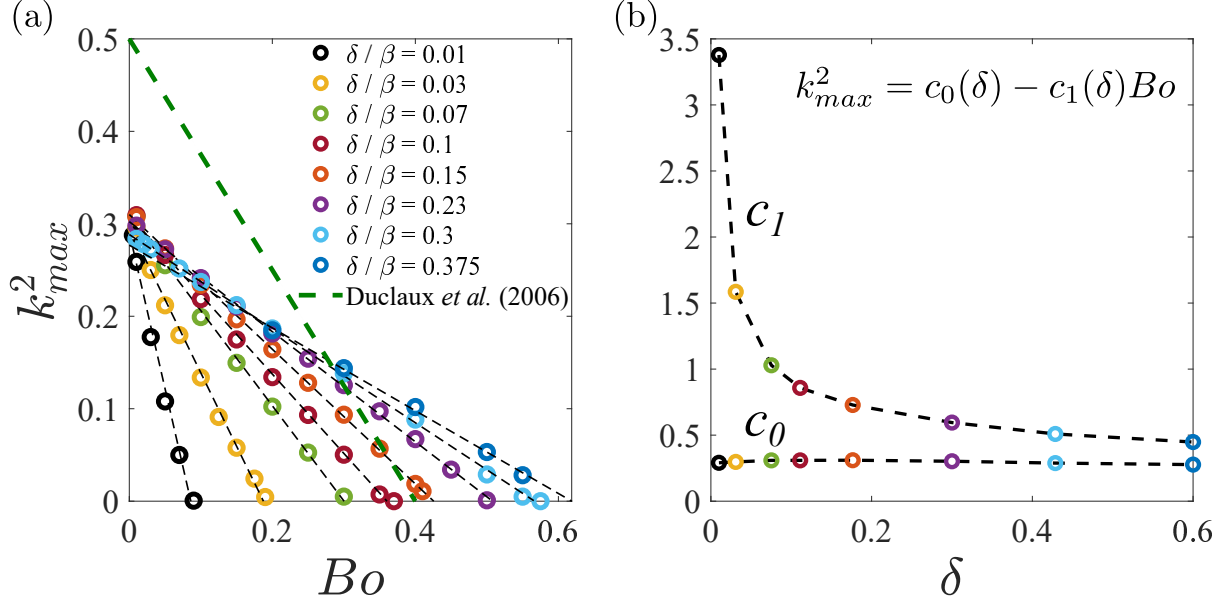 (a)
0.5
0.4
0.3
0.2
0.1
0
k²max
0
0.2
0.4
0.6
Bo
δ / β = 0.01
δ / β = 0.03
δ / β = 0.07
δ / β = 0.1
δ / β = 0.15
δ / β = 0.23
δ / β = 0.3
δ / β = 0.375
Duclaux et al. (2006)
(b)
3.5
3
2.5
2
1.5
1
0.5
0
k²max = c₀(δ) − c₁(δ)Bo
c₁
c₀
0
0.2
0.4
0.6
δ